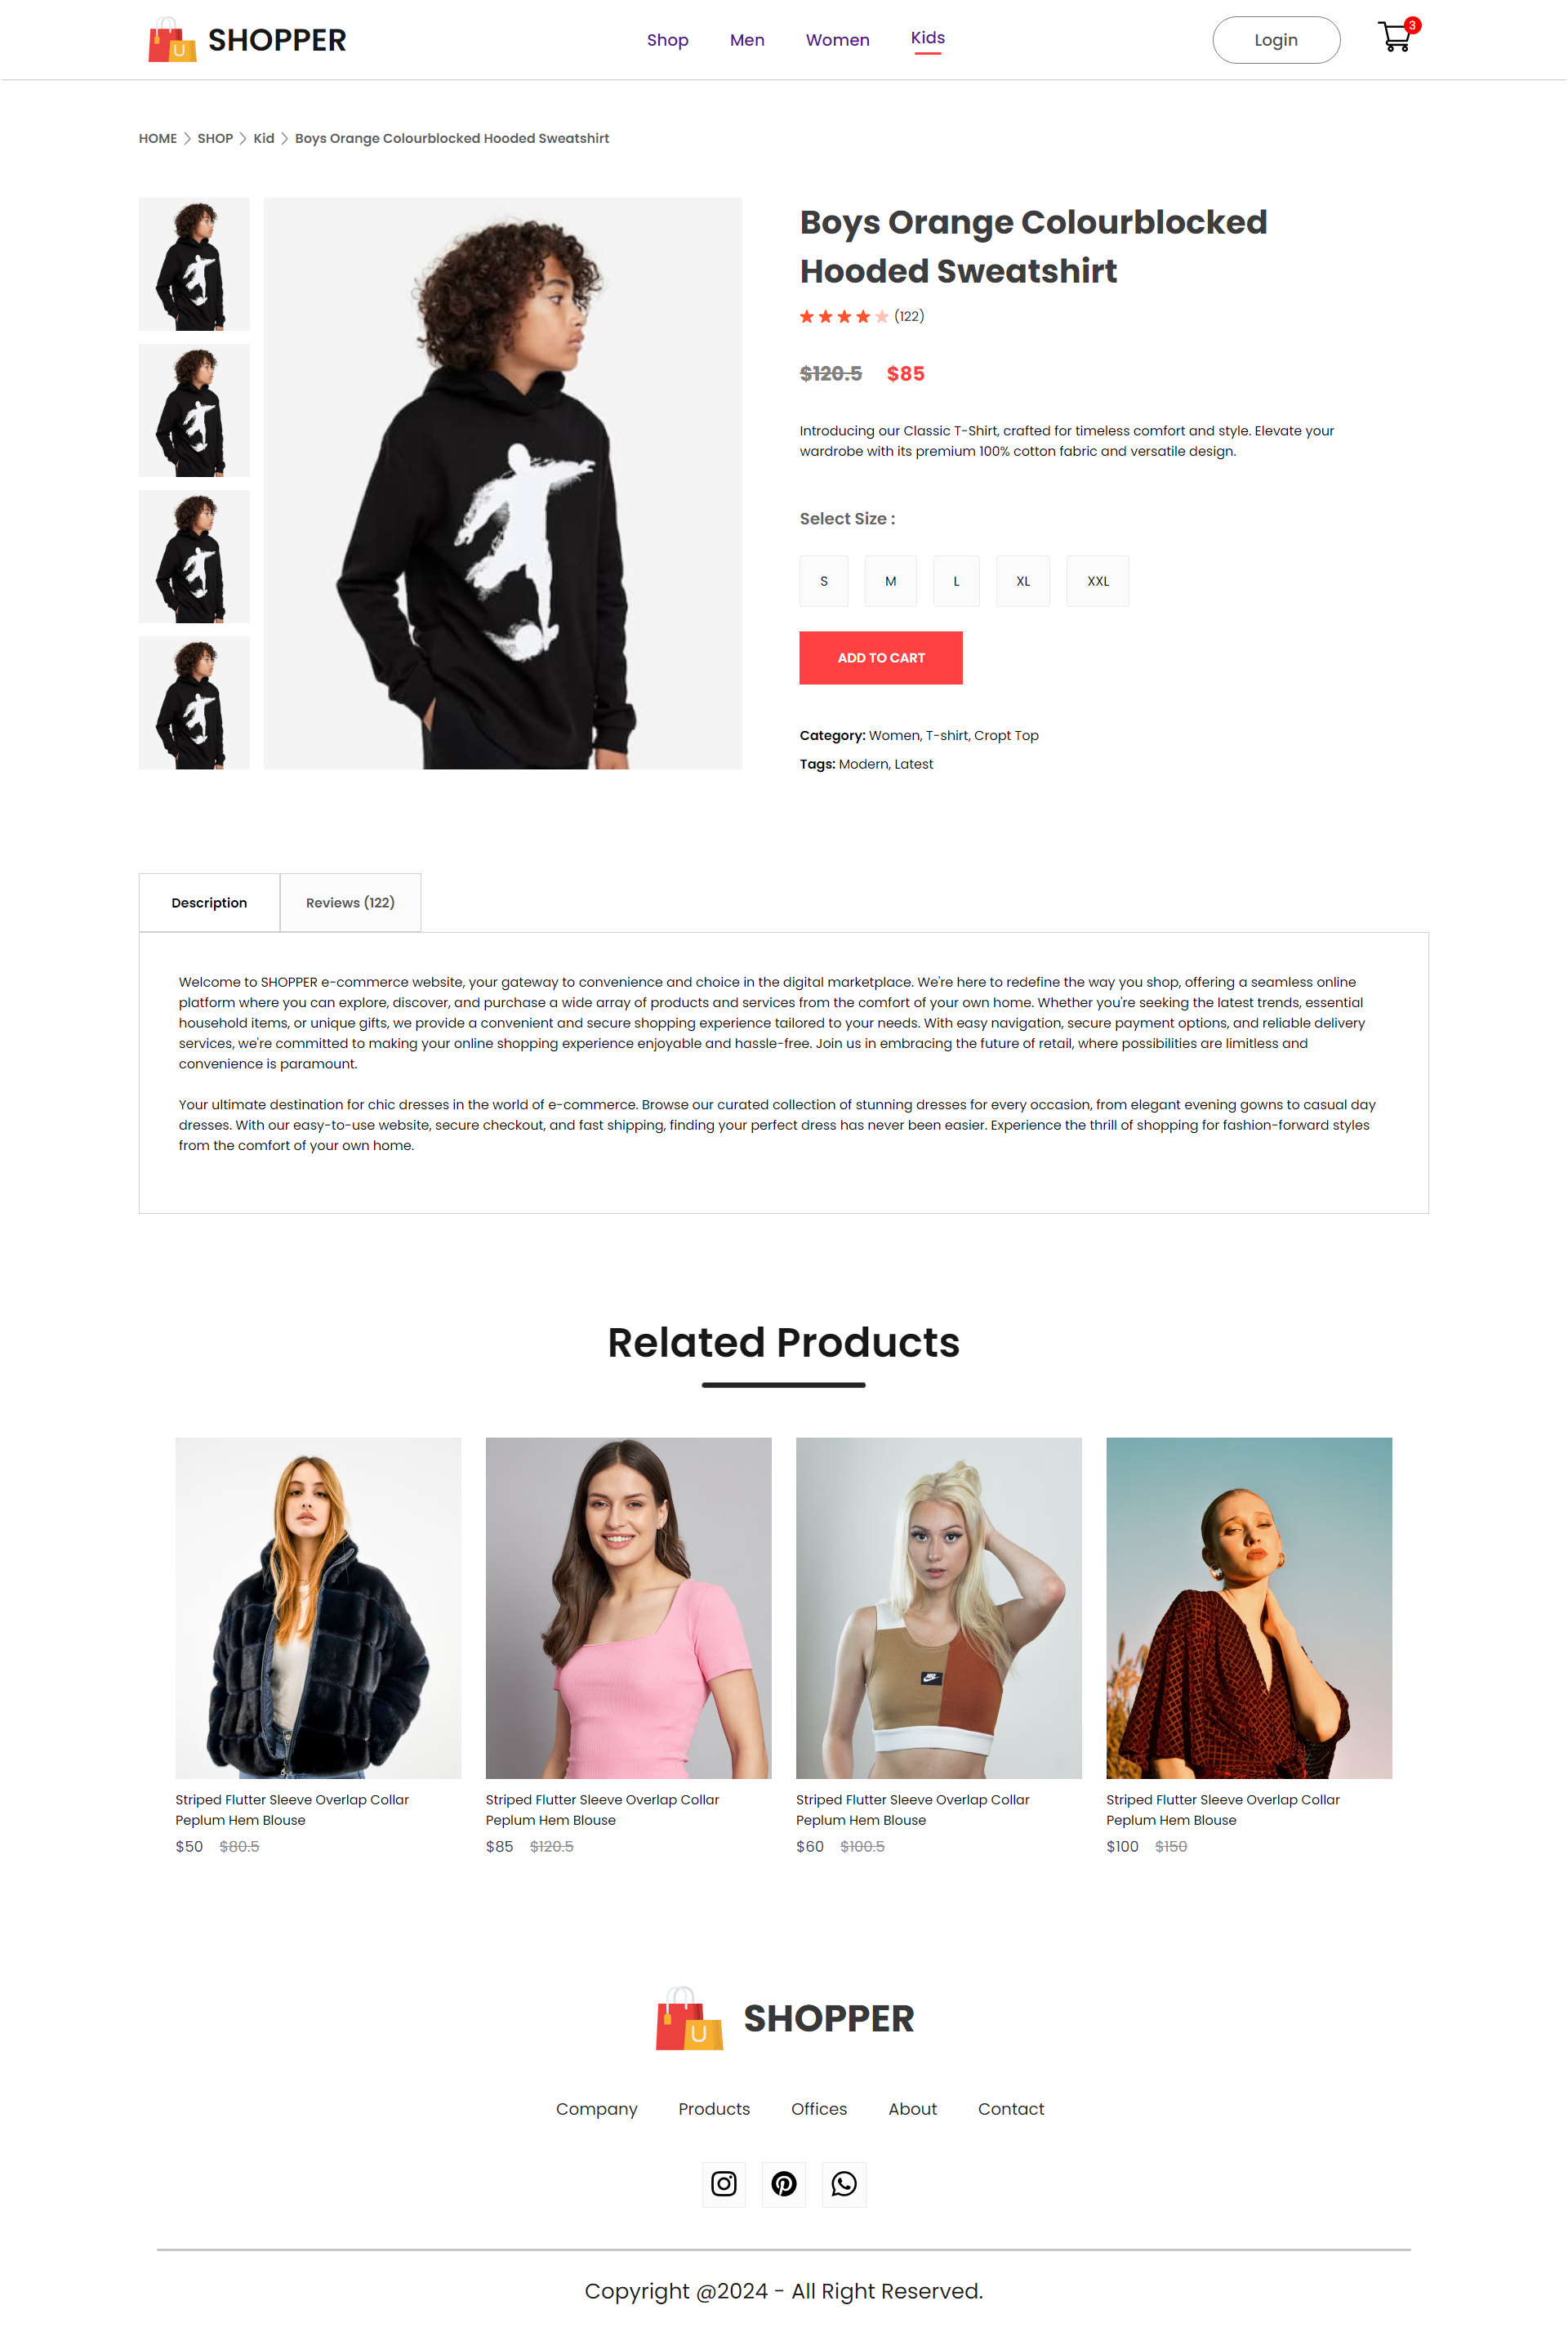 SHOPPER
Shop Men Women Kids
Login
3
HOME SHOP Kid Boys Orange Colourblocked Hooded Sweatshirt
Boys Orange Colourblocked
Hooded Sweatshirt
(122)
$120.5 $85
Introducing our Classic T-Shirt, crafted for timeless comfort and style. Elevate your
wardrobe with its premium 100% cotton fabric and versatile design.
Select Size :
S M L XL XXL
ADD TO CART
Category: Women, T-shirt, Cropt Top
Tags: Modern, Latest
Description Reviews (122)
Welcome to SHOPPER e-commerce website, your gateway to convenience and choice in the digital marketplace. We're here to redefine the way you shop, offering a seamless online
platform where you can explore, discover, and purchase a wide array of products and services from the comfort of your own home. Whether you're seeking the latest trends, essential
household items, or unique gifts, we provide a convenient and secure shopping experience tailored to your needs. With easy navigation, secure payment options, and reliable delivery
services, we're committed to making your online shopping experience enjoyable and hassle-free. Join us in embracing the future of retail, where possibilities are limitless and
convenience is paramount.
Your ultimate destination for chic dresses in the world of e-commerce. Browse our curated collection of stunning dresses for every occasion, from elegant evening gowns to casual day
dresses. With our easy-to-use website, secure checkout, and fast shipping, finding your perfect dress has never been easier. Experience the thrill of shopping for fashion-forward styles
from the comfort of your own home.
Related Products
Striped Flutter Sleeve Overlap Collar
Peplum Hem Blouse
$50 $80.5
Striped Flutter Sleeve Overlap Collar
Peplum Hem Blouse
$85 $120.5
Striped Flutter Sleeve Overlap Collar
Peplum Hem Blouse
$60 $100.5
Striped Flutter Sleeve Overlap Collar
Peplum Hem Blouse
$100 $150
SHOPPER
Company Products Offices About Contact
Copyright @2024 - All Right Reserved.